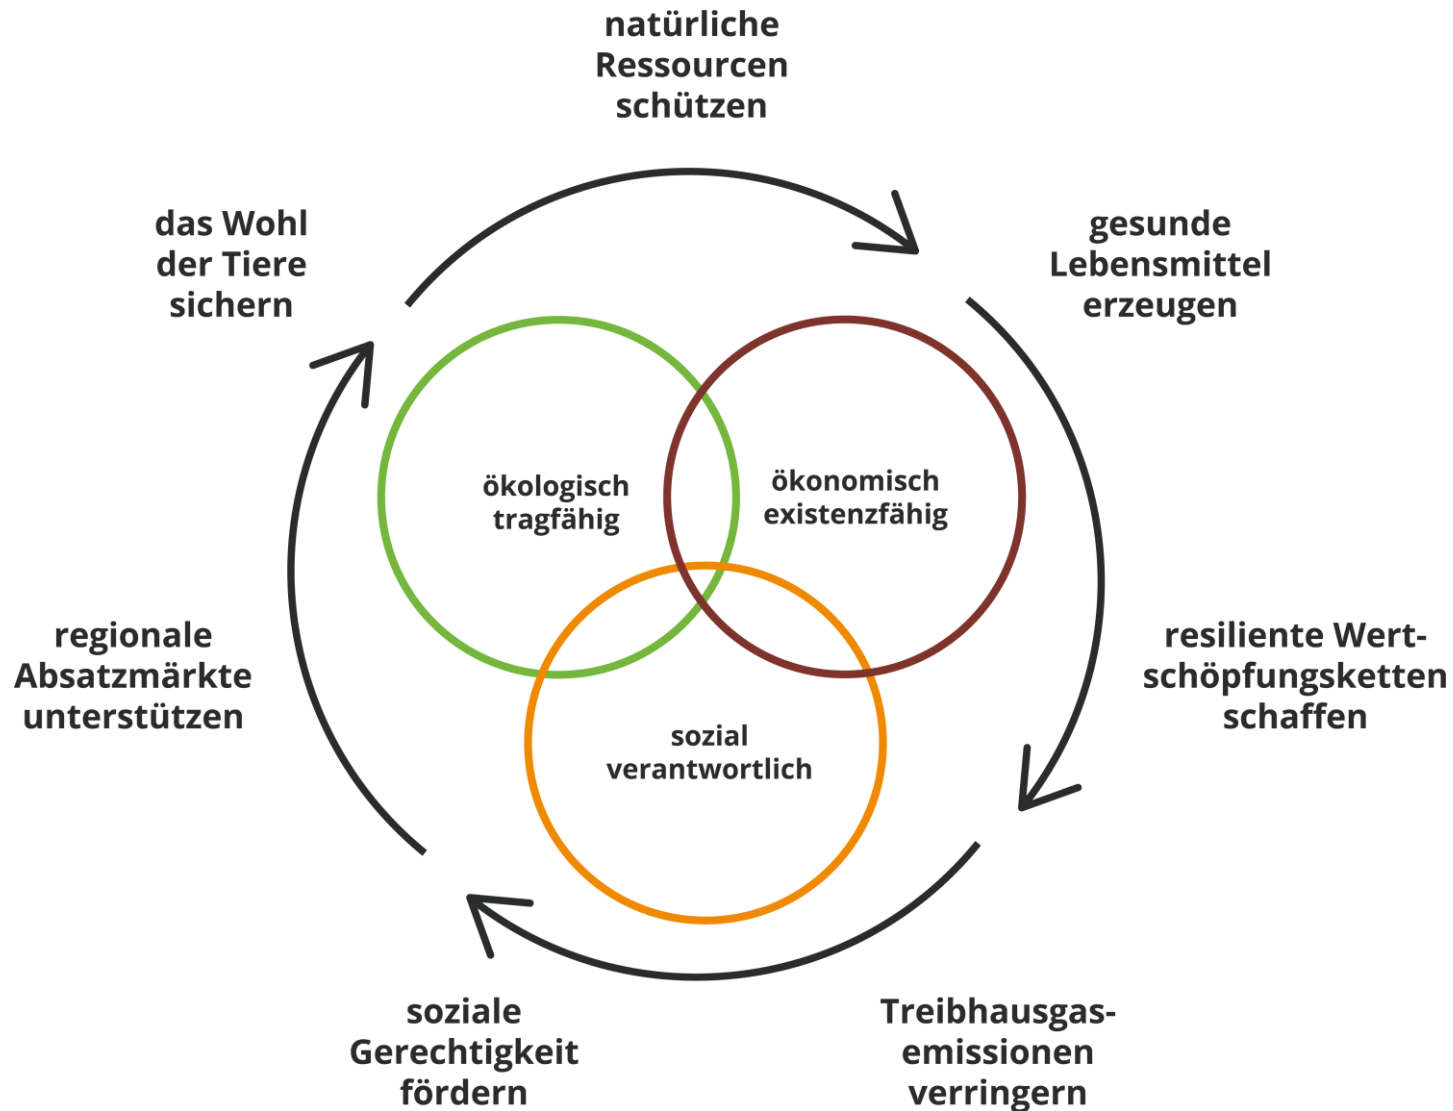 natürliche
Ressourcen
schützen
das Wohl
der Tiere
sichern
gesunde
Lebensmittel
erzeugen
ökologisch
tragfähig
ökonomisch
existenzfähig
regionale
Absatzmärkte
unterstützen
resiliente Wert-
schöpfungsketten
schaffen
sozial
verantwortlich
soziale
Gerechtigkeit
fördern
Treibhausgas-
emissionen
verringern